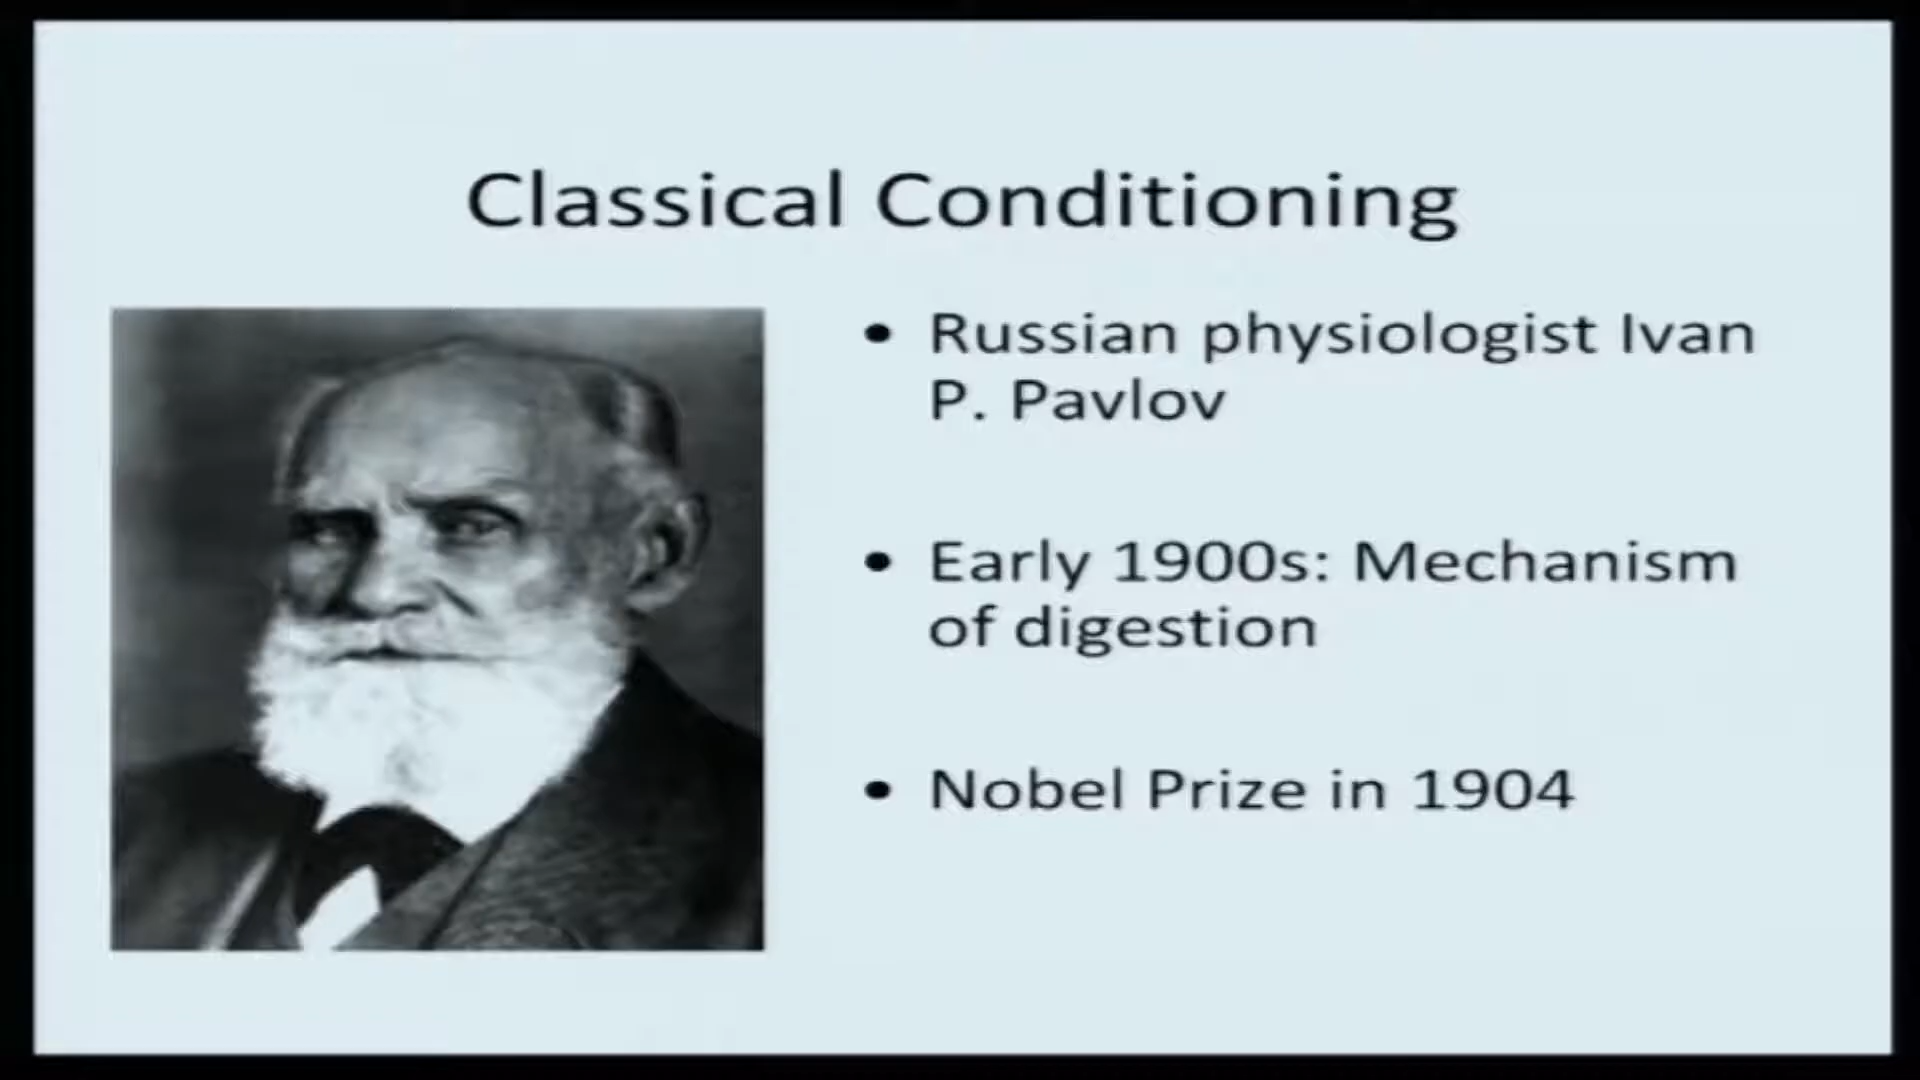 Classical Conditioning
• Russian physiologist Ivan
P. Pavlov
• Early 1900s: Mechanism
of digestion
• Nobel Prize in 1904